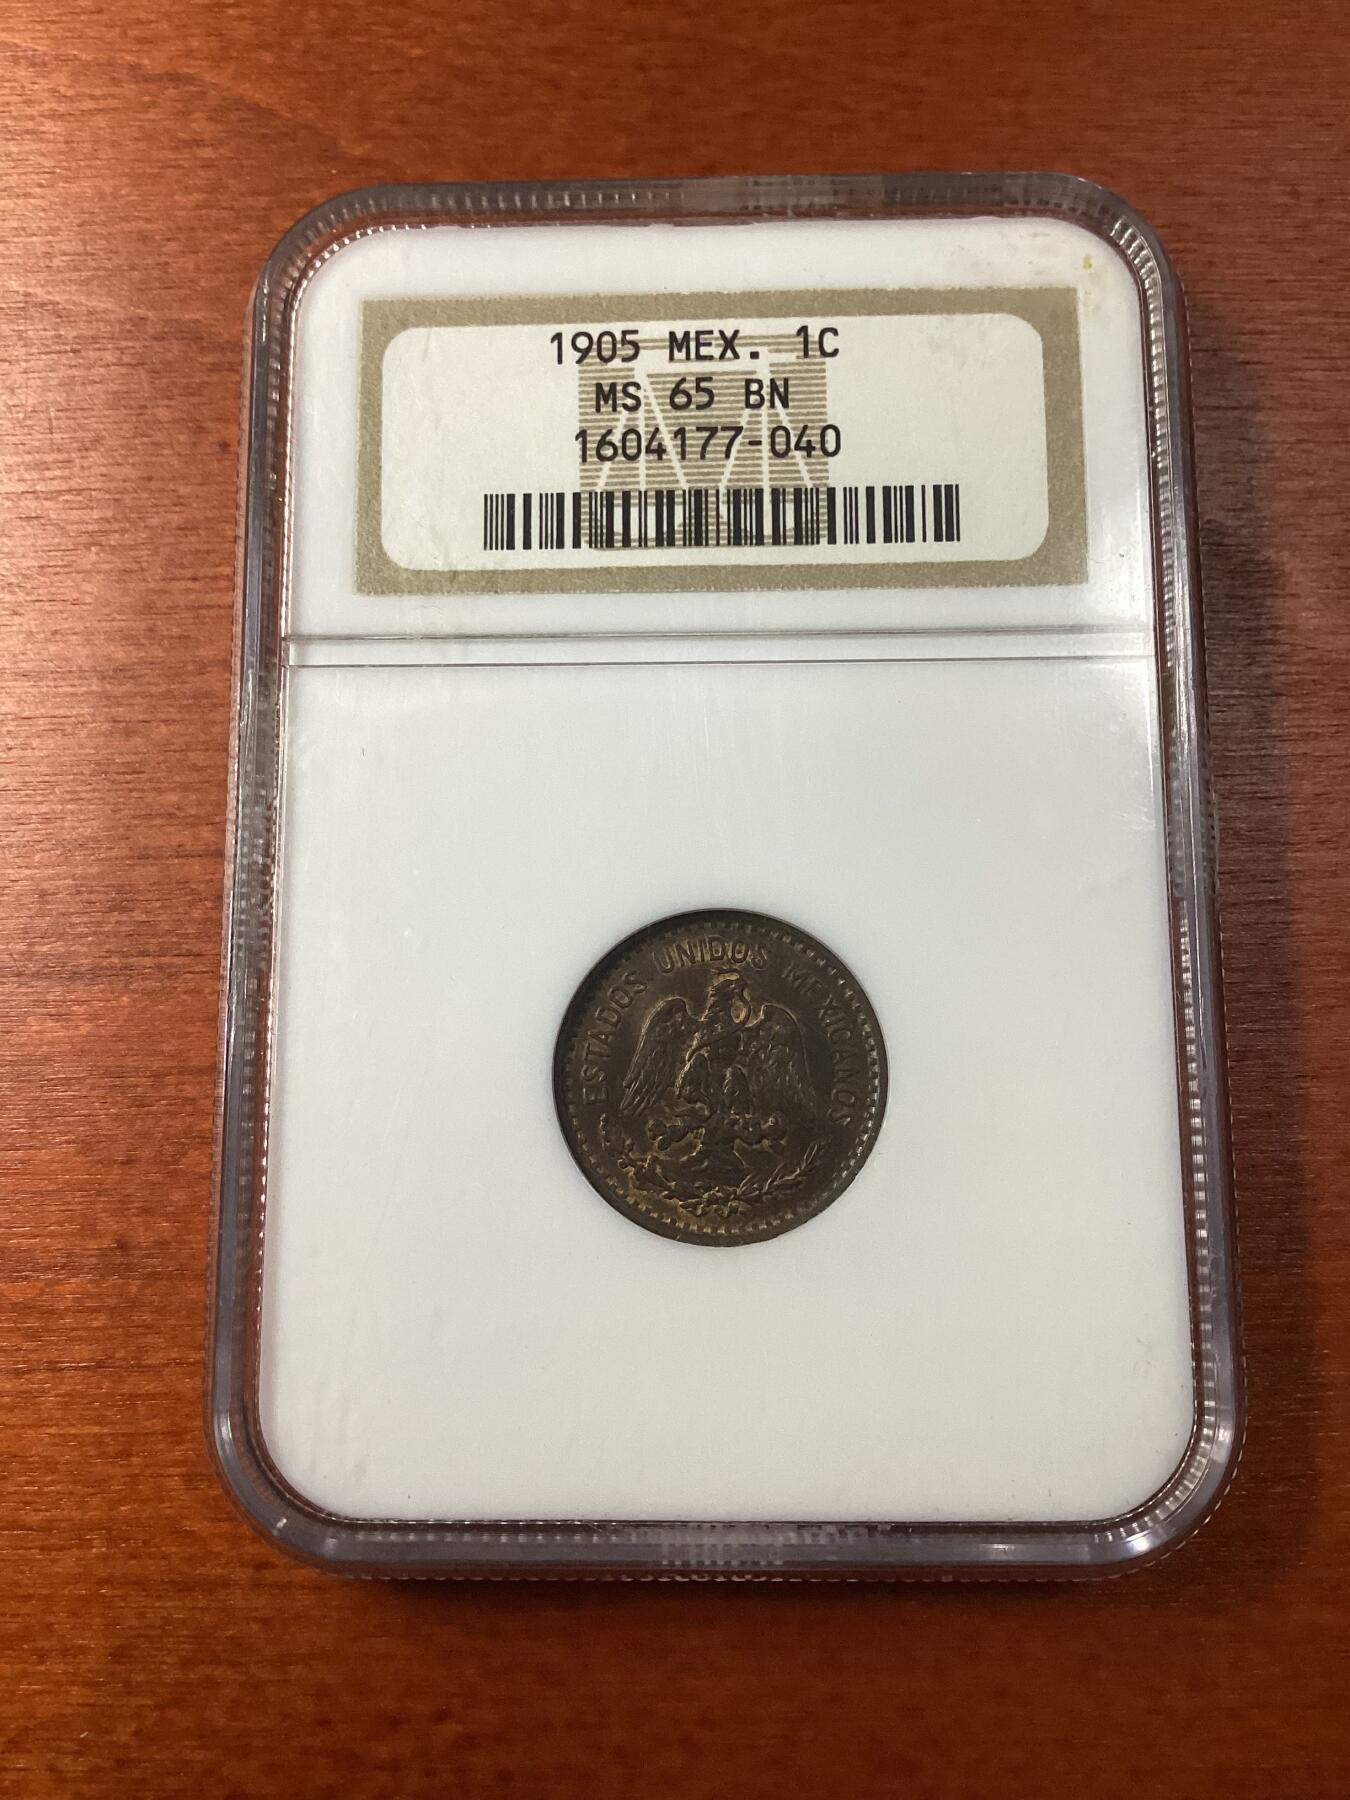 1905 MEX. 1C
MS 65 BN
1604177-040
ESTADOS UNIDOS MEXICANOS